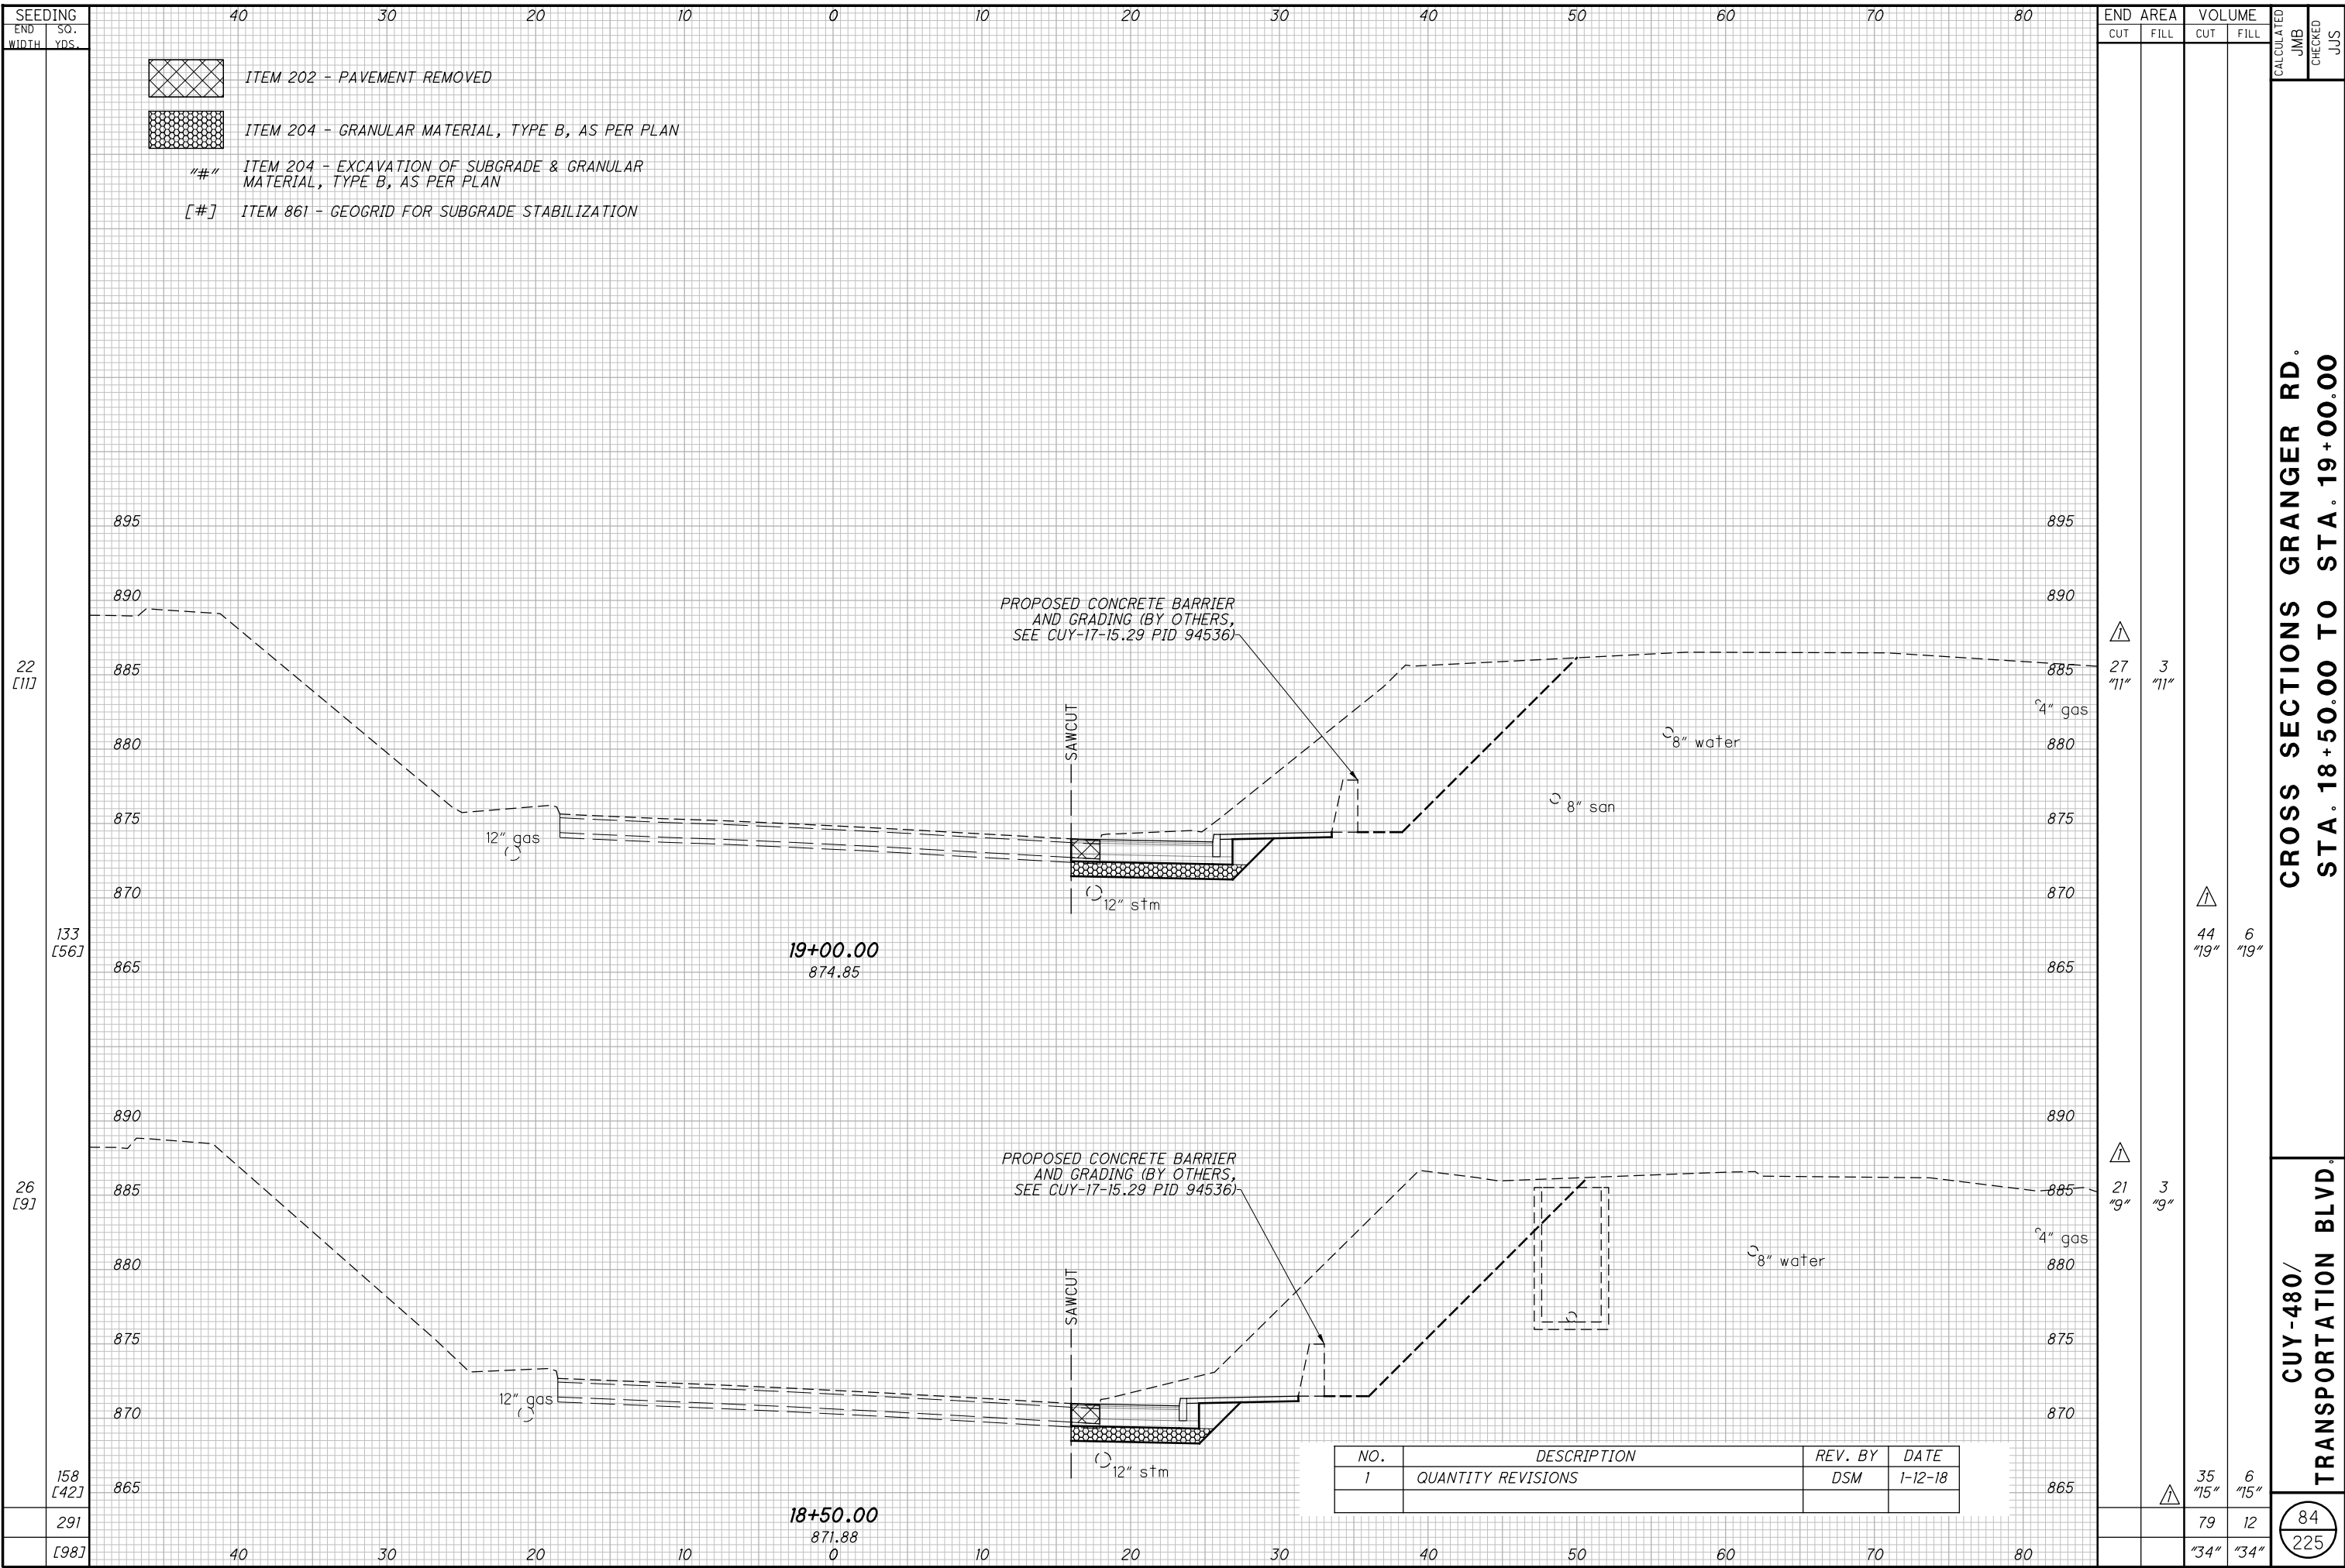 SEEDING
END WIDTH
SQ. YDS.
40 30 20 10 0 10 20 30 40 50 60 70 80
END AREA
VOLUME
CUT FILL CUT FILL
CALCULATED
JMB
CHECKED
JJS
ITEM 202 - PAVEMENT REMOVED
ITEM 204 - GRANULAR MATERIAL, TYPE B, AS PER PLAN
"#" ITEM 204 - EXCAVATION OF SUBGRADE & GRANULAR
MATERIAL, TYPE B, AS PER PLAN
[#] ITEM 861 - GEOGRID FOR SUBGRADE STABILIZATION
895 895
890 890
PROPOSED CONCRETE BARRIER
AND GRADING (BY OTHERS,
SEE CUY-17-15.29 PID 94536)
1
22
[11]
885 885
27 3
"11" "11"
4" gas
SAWCUT
880 880
8" water
8" san
875 875
12" gas
870 870
12" stm
1
133
[56]
44 6
"19" "19"
19+00.00
874.85
865 865
890 890
PROPOSED CONCRETE BARRIER
AND GRADING (BY OTHERS,
SEE CUY-17-15.29 PID 94536)
1
26
[9]
885 885
21 3
"9" "9"
4" gas
SAWCUT
880 880
8" water
875 875
12" gas
870 870
12" stm
NO. DESCRIPTION REV. BY DATE
1 QUANTITY REVISIONS DSM 1-12-18
158
[42]
865 865
1
35 6
"15" "15"
18+50.00
871.88
291
[98]
79 12
"34" "34"
40 30 20 10 0 10 20 30 40 50 60 70 80
CROSS SECTIONS GRANGER RD.
STA. 18+50.00 TO STA. 19+00.00
CUY-480/
TRANSPORTATION BLVD.
84
225